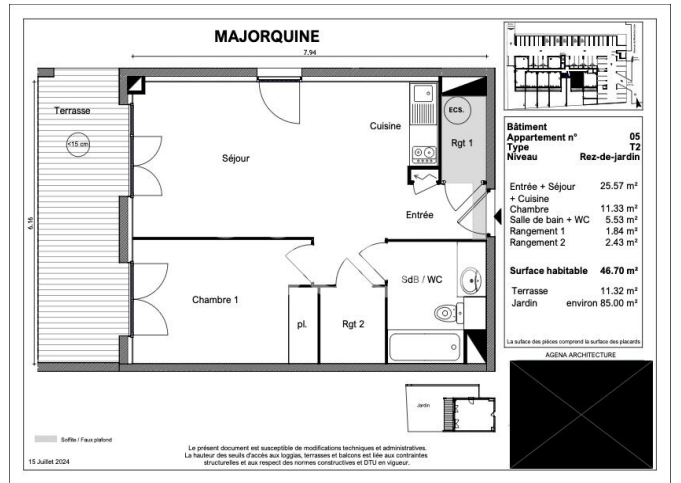 MAJORQUINE
7.94
6.16
Terrasse
<15 cm
Séjour
Cuisine
ECS.
Rgt 1
Entrée
Chambre 1
pl.
Rgt 2
SdB / WC
Bâtiment
Appartement n° 05
Type T2
Niveau Rez-de-jardin
Entrée + Séjour 25.57 m²
+ Cuisine
Chambre 11.33 m²
Salle de bain + WC 5.53 m²
Rangement 1 1.84 m²
Rangement 2 2.43 m²
Surface habitable 46.70 m²
Terrasse 11.32 m²
Jardin environ 85.00 m²
La suface des pièces comprend la surface des placards
AGENA ARCHITECTURE
Jardin
Soffite / Faux plafond
15 Juillet 2024
Le présent document est susceptible de modifications techniques et administratives.
La hauteur des seuils d'accès aux loggias, terrasses et balcons est liée aux contraintes
structurelles et aux respect des normes constructives et DTU en vigueur.